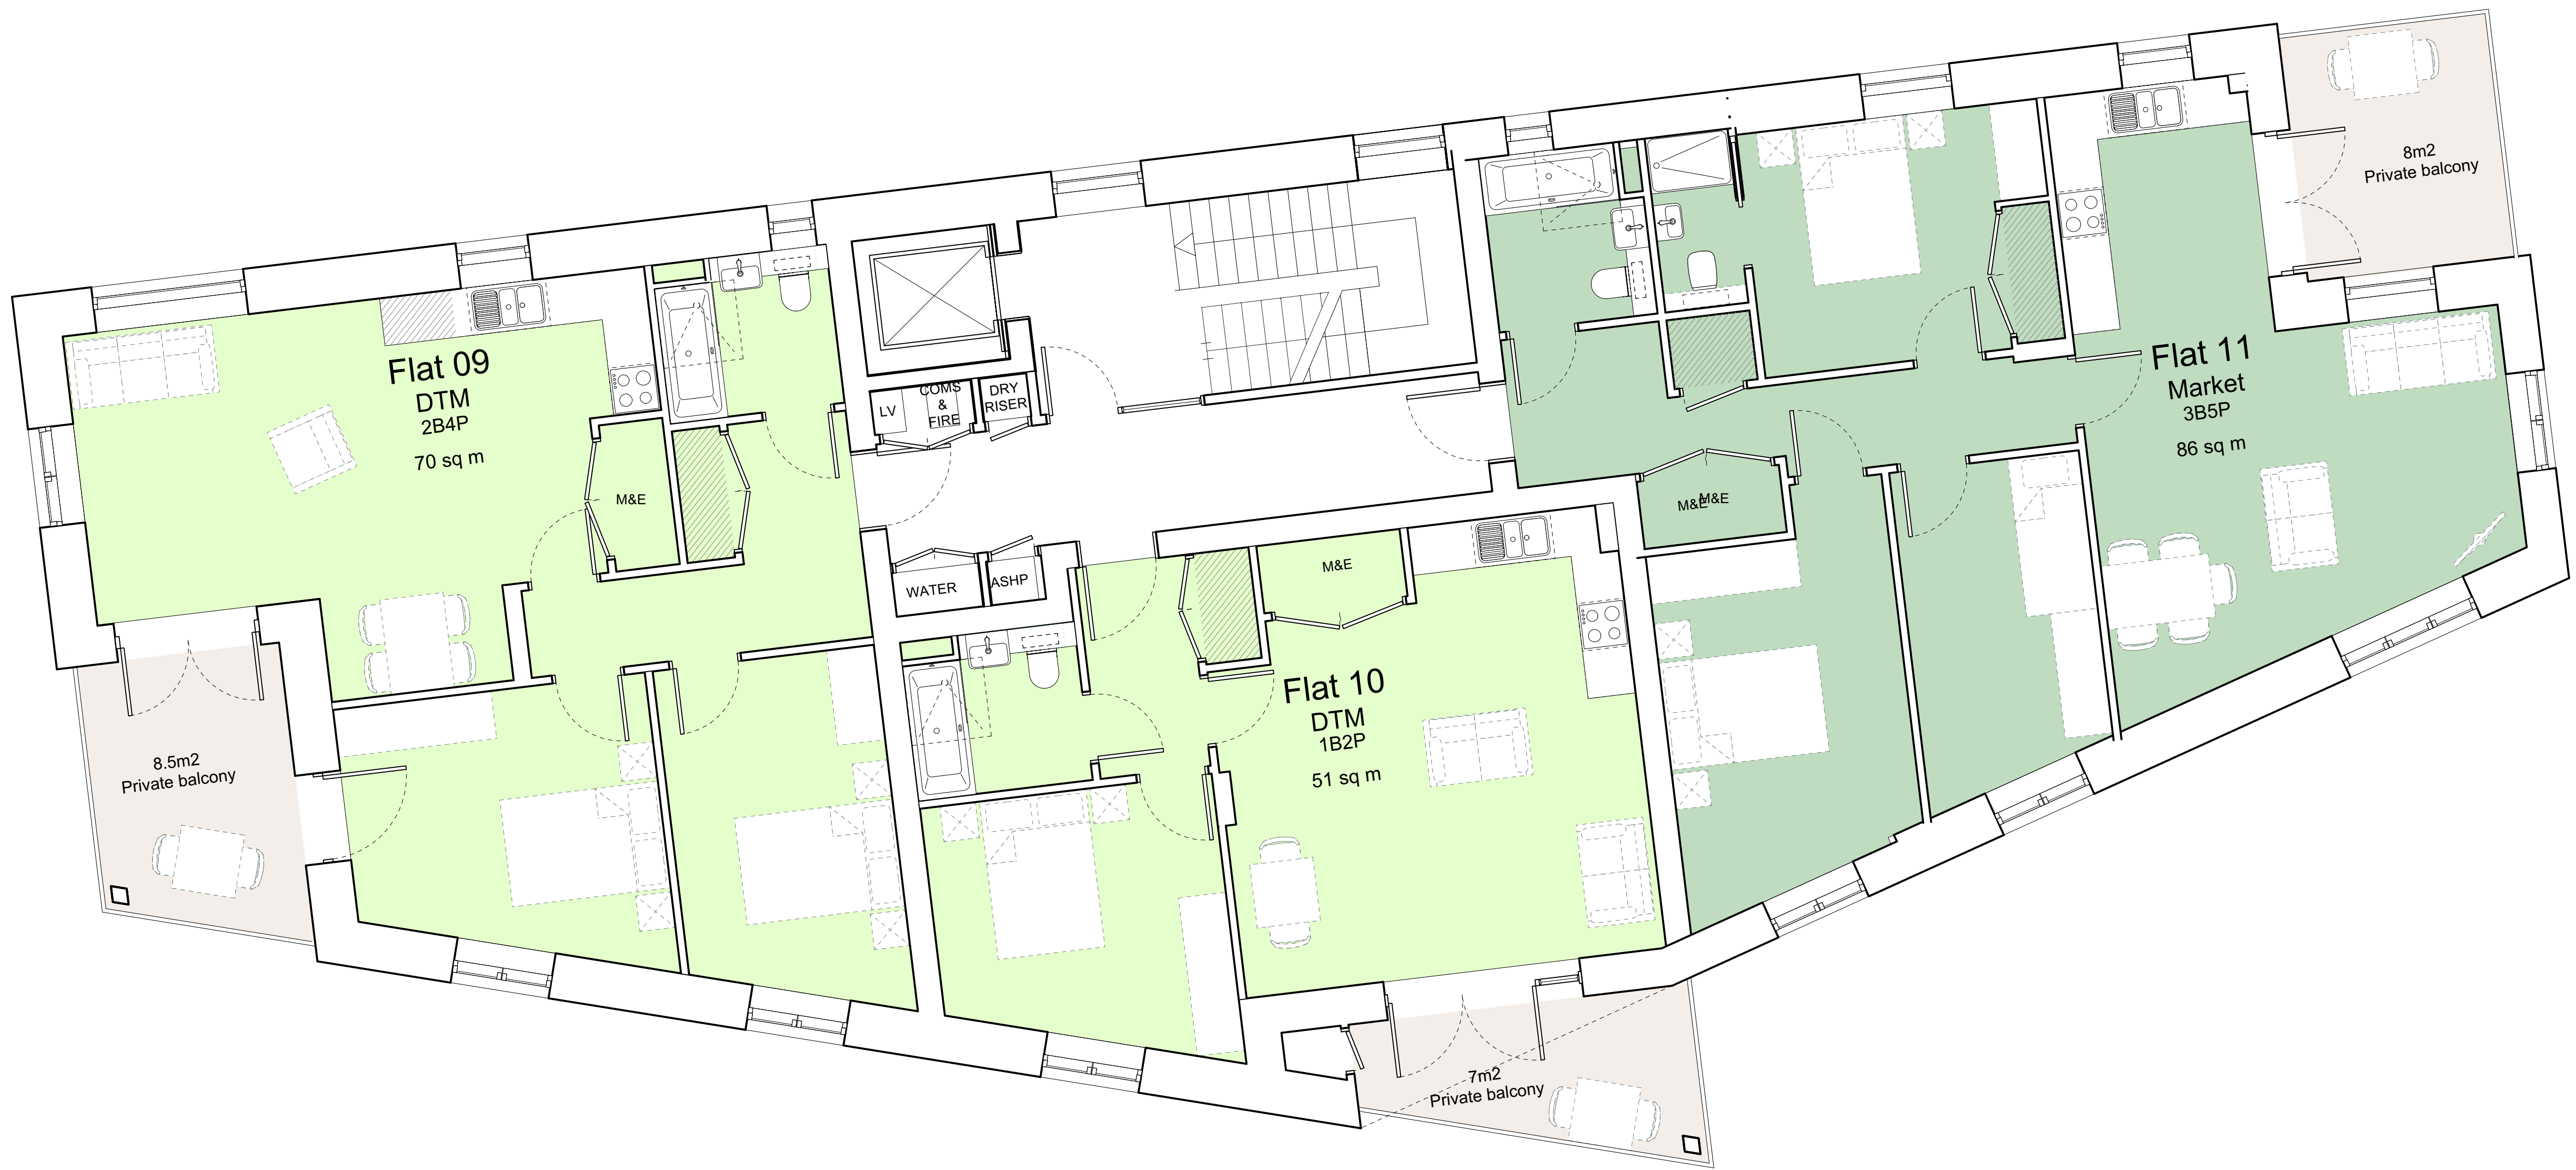 Flat 09
DTM
2B4P
70 sq m
M&E
8.5m2
Private balcony
LV
COMS
&
FIRE
DRY
RISER
WATER
ASHP
M&E
Flat 10
DTM
1B2P
51 sq m
7m2
Private balcony
M&E
M&E
Flat 11
Market
3B5P
86 sq m
8m2
Private balcony